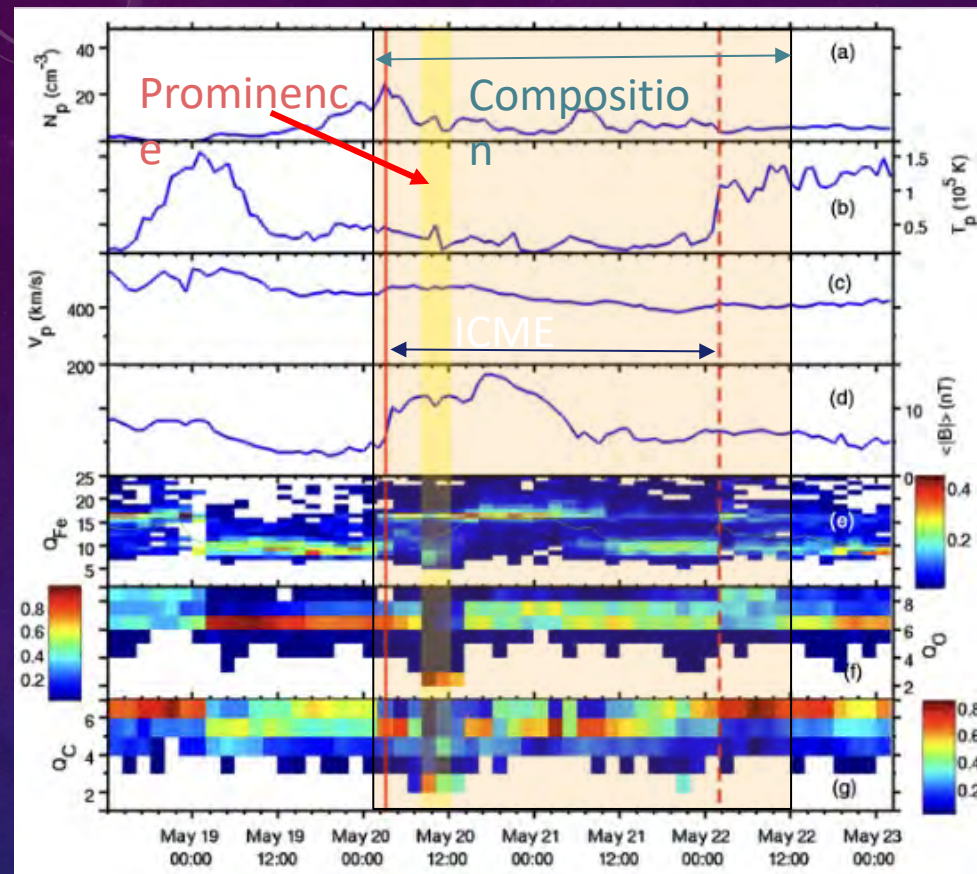 40
20
N_p (cm^-3)
(a)
Prominenc
e
Compositio
n
1.5
1
0.5
T_p (10^5 K)
(b)
400
200
V_p (km/s)
(c)
ICME
(d)
10
0
<|B|> (nT)
25
20
15
10
5
Q_Fe
(e)
0.4
0.2
0.8
0.6
0.4
0.2
(f)
8
6
4
2
Q_O
6
4
2
Q_C
(g)
0.8
0.6
0.4
0.2
May 19 May 19 May 20 May 20 May 21 May 21 May 22 May 22 May 23
00:00 12:00 00:00 12:00 00:00 12:00 00:00 12:00 00:00